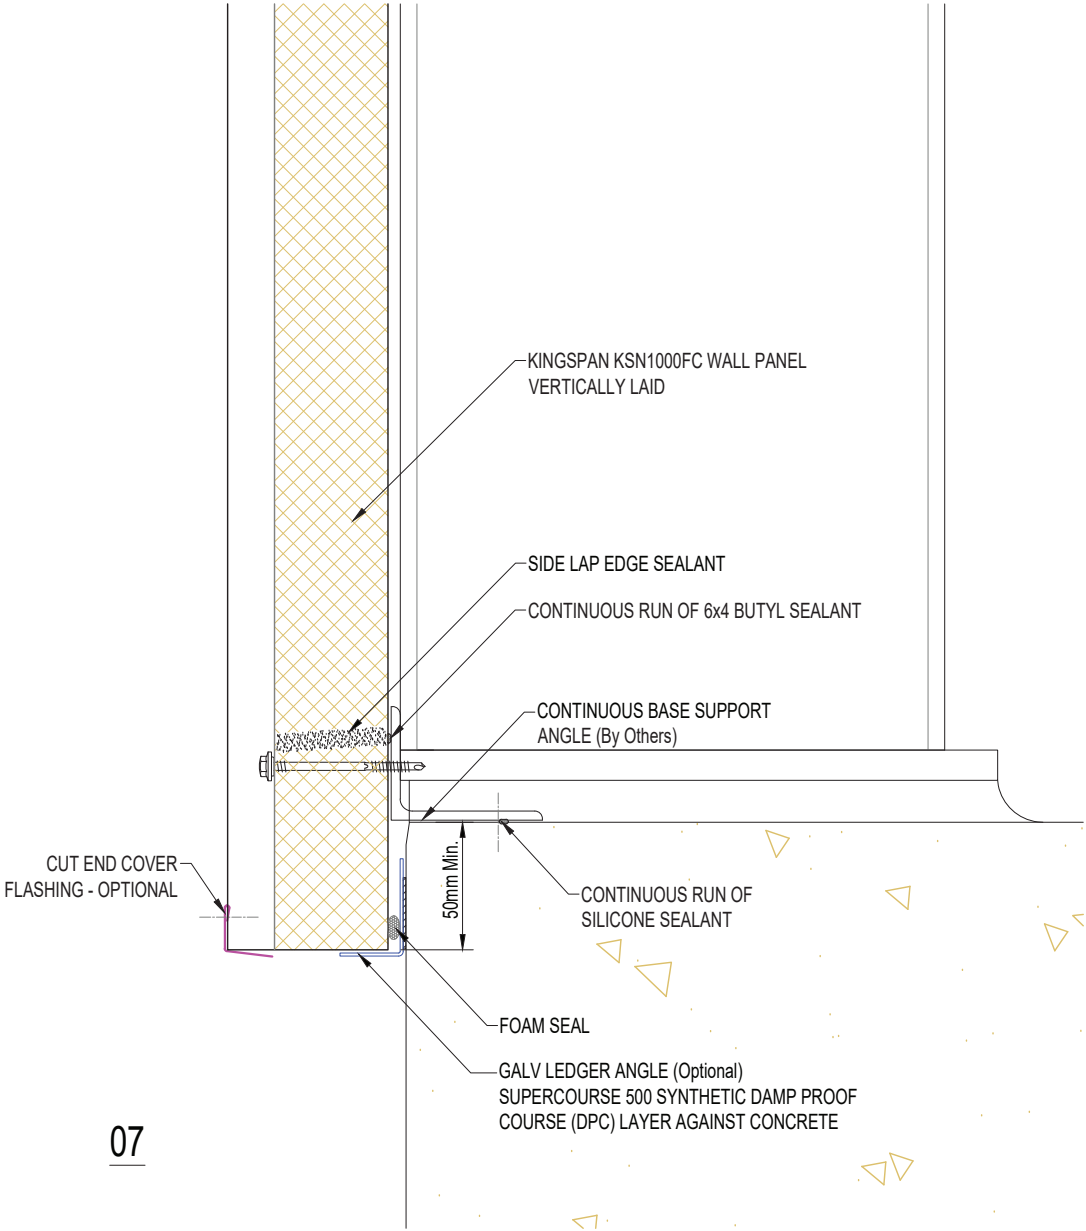 KINGSPAN KSN1000FC WALL PANEL
VERTICALLY LAID
SIDE LAP EDGE SEALANT
CONTINUOUS RUN OF 6x4 BUTYL SEALANT
CONTINUOUS BASE SUPPORT
ANGLE (By Others)
50mm Min.
CUT END COVER
FLASHING - OPTIONAL
CONTINUOUS RUN OF
SILICONE SEALANT
FOAM SEAL
GALV LEDGER ANGLE (Optional)
SUPERCOURSE 500 SYNTHETIC DAMP PROOF
COURSE (DPC) LAYER AGAINST CONCRETE
07